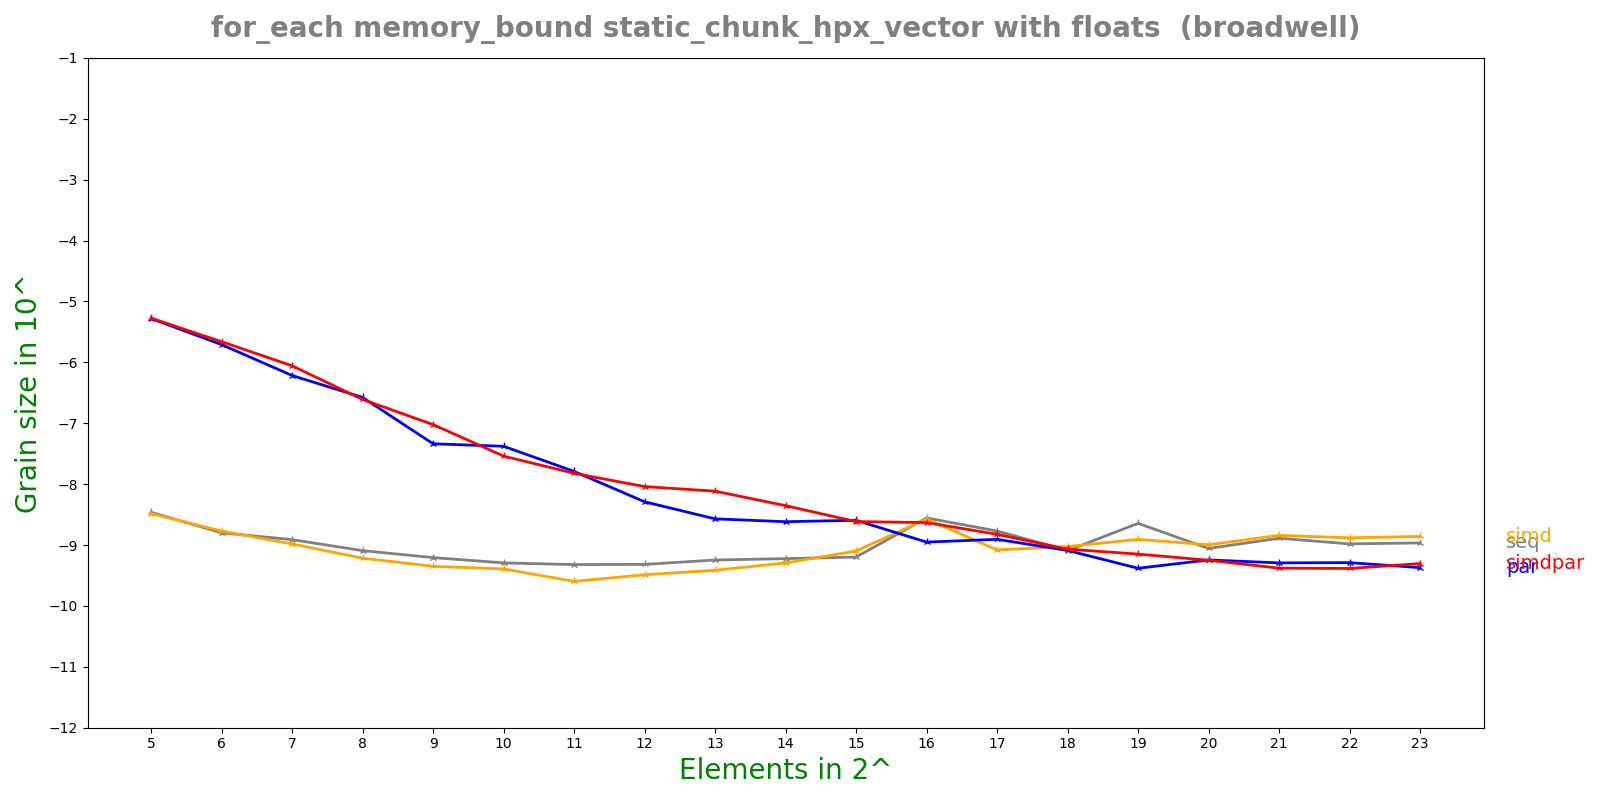 for_each memory_bound static_chunk_hpx_vector with floats  (broadwell)
Grain size in 10^
−1
−2
−3
−4
−5
−6
−7
−8
−9
−10
−11
−12
simd
seq
simdpar
par
5 6 7 8 9 10 11 12 13 14 15 16 17 18 19 20 21 22 23
Elements in 2^